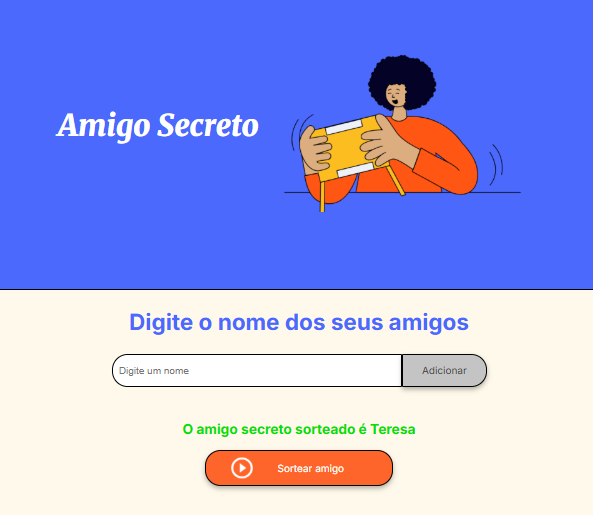 Amigo Secreto
Digite o nome dos seus amigos
Digite um nome
Adicionar
O amigo secreto sorteado é Teresa
Sortear amigo